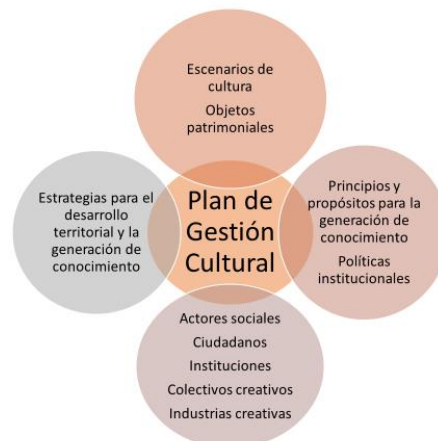 Escenarios de
cultura
Objetos
patrimoniales
Estrategias para el
desarrollo
territorial y la
generación de
conocimiento
Plan de
Gestión
Cultural
Principios y
propósitos para la
generación de
conocimiento
Políticas
institucionales
Actores sociales
Ciudadanos
Instituciones
Colectivos creativos
Industrias creativas